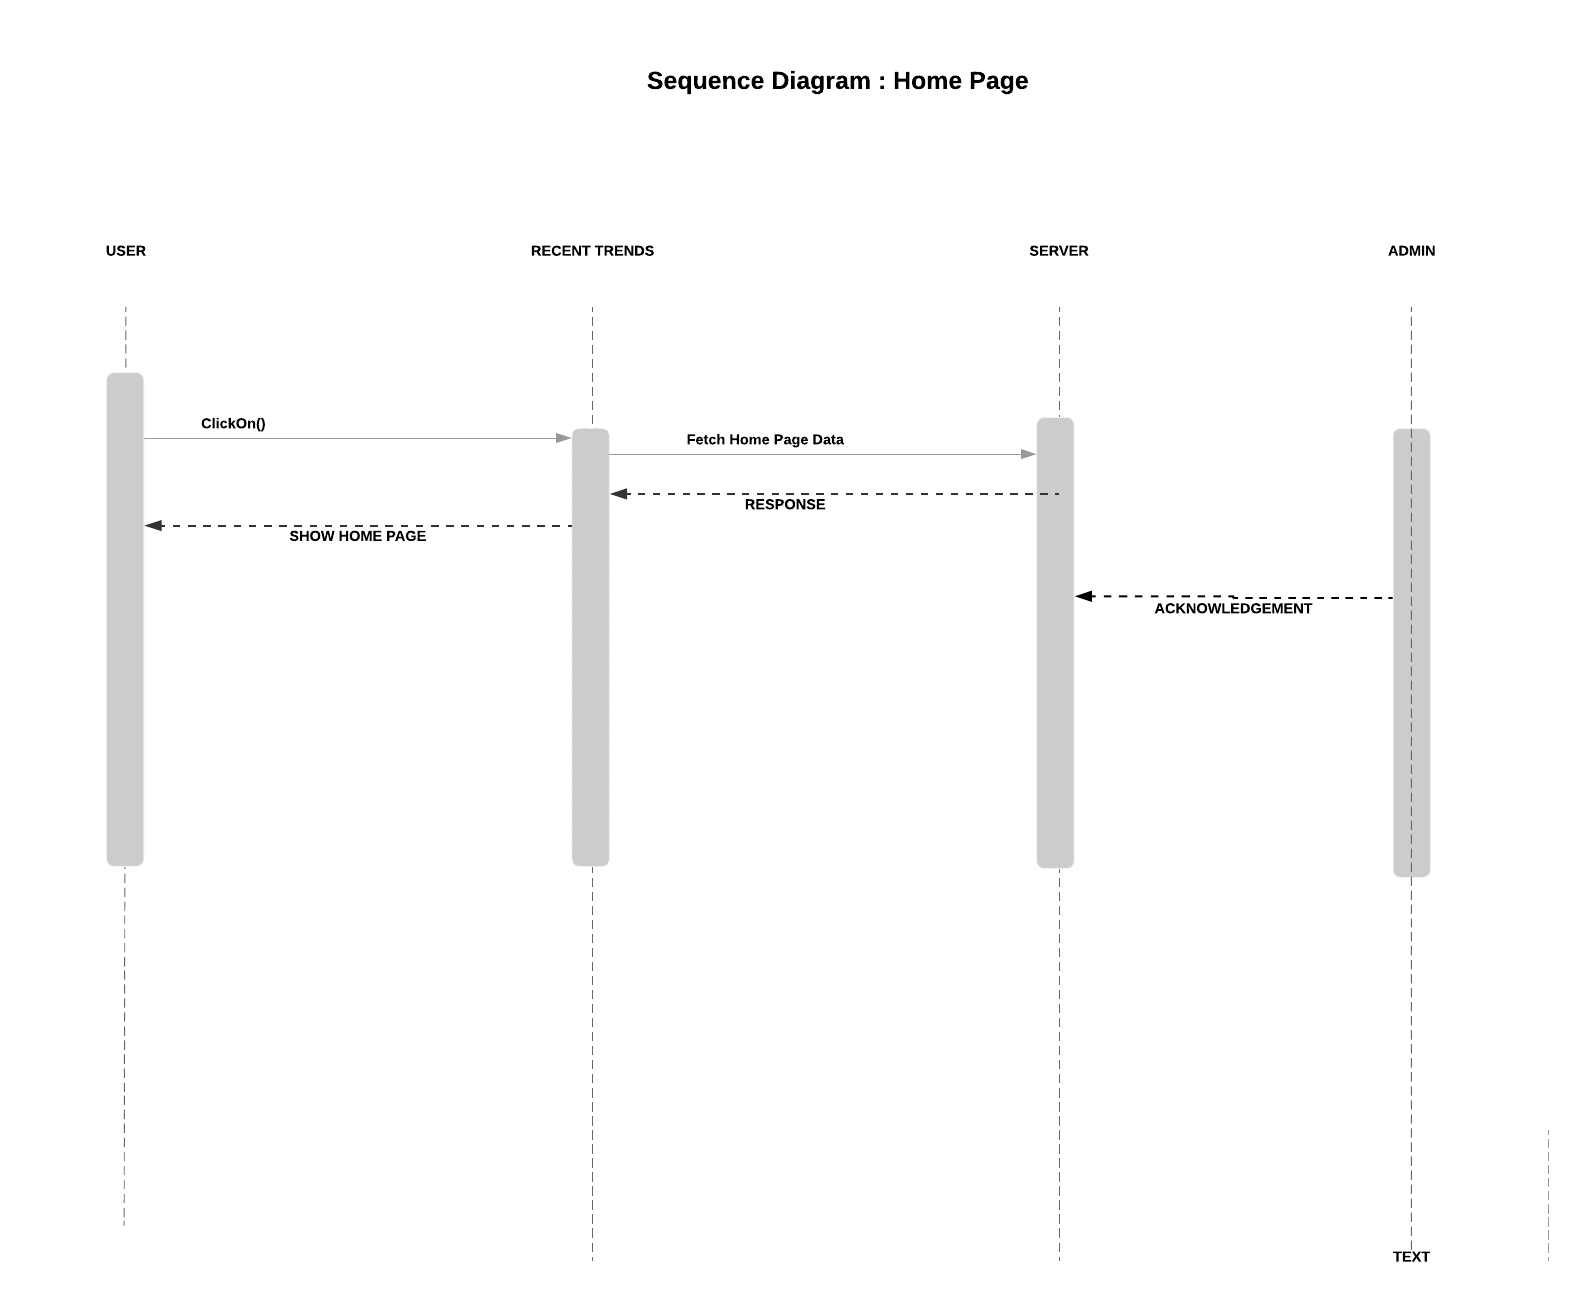 Sequence Diagram : Home Page
USER
RECENT TRENDS
SERVER
ADMIN
ClickOn()
Fetch Home Page Data
RESPONSE
SHOW HOME PAGE
ACKNOWLEDGEMENT
TEXT